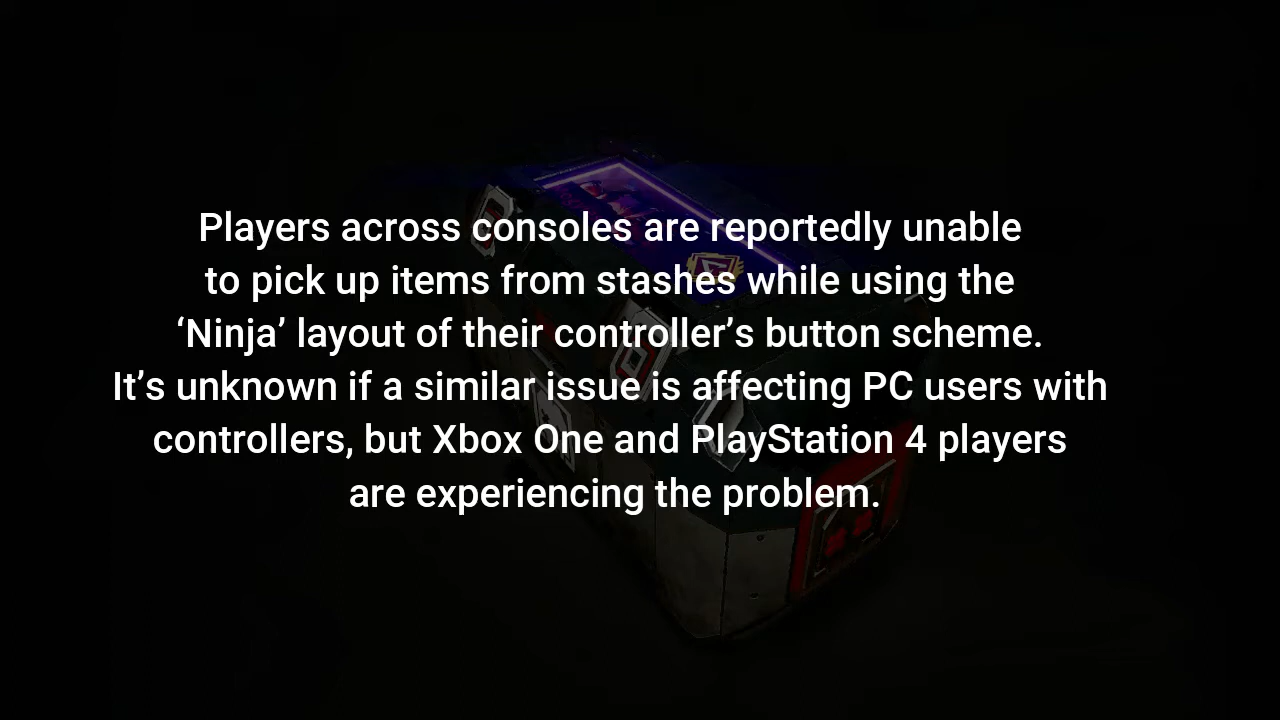 Players across consoles are reportedly unable
to pick up items from stashes while using the
‘Ninja’ layout of their controller’s button scheme.
It’s unknown if a similar issue is affecting PC users with
controllers, but Xbox One and PlayStation 4 players
are experiencing the problem.